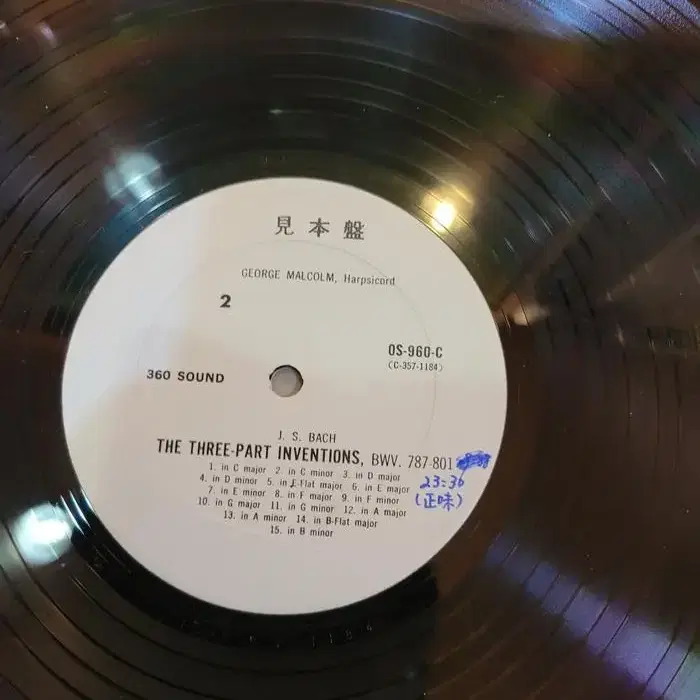 見本盤
GEORGE MALCOLM, Harpsicord
2
OS-960-C
(C-357-1184)
360 SOUND
J. S. BACH
THE THREE-PART INVENTIONS, BWV. 787-801
1. in C major 2. in C minor 3. in D major
4. in D minor 5. in E-Flat major 6. in E major
7. in E minor 8. in F major 9. in F minor
10. in G major 11. in G minor 12. in A major
13. in A minor 14. in B-Flat major
15. in B minor
23:36
(正味)